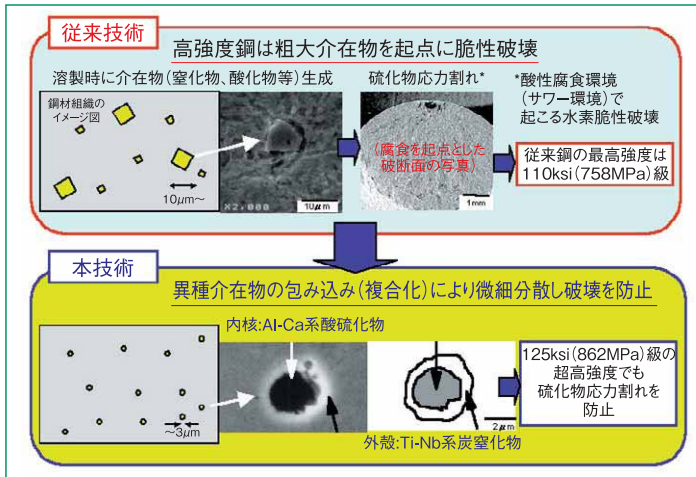 従来技術
高強度鋼は粗大介在物を起点に脆性破壊
溶製時に介在物（窒化物、酸化物等）生成
硫化物応力割れ*
*酸性腐食環境
（サワー環境）で
起こる水素脆性破壊
鋼材組織の
イメージ図
10μm～
X2,000
10μm
（腐食を起点とした
破断面の写真）
1mm
従来鋼の最高強度は
110ksi（758MPa）級
本技術
異種介在物の包み込み（複合化）により微細分散し破壊を防止
内核：Al-Ca系酸硫化物
～3μm
2μm
外殻：Ti-Nb系炭窒化物
125ksi（862MPa）級の
超高強度でも
硫化物応力割れを
防止